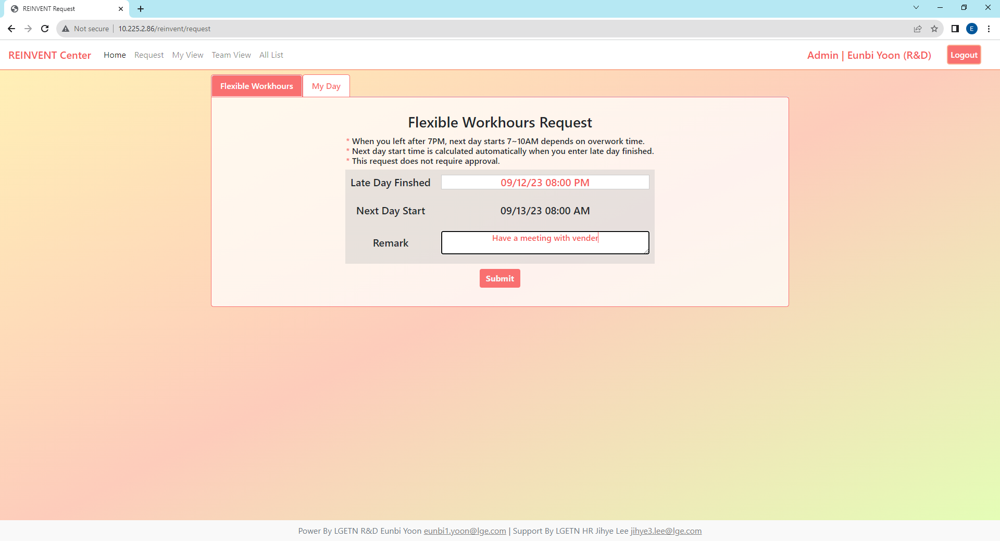 REINVENT Request
Not secure
10.225.2.86/reinvent/request
E
REINVENT Center
Home
Request
My View
Team View
All List
Admin | Eunbi Yoon (R&D)
Logout
Flexible Workhours
My Day
Flexible Workhours Request
* When you left after 7PM, next day starts 7~10AM depends on overwork time.
* Next day start time is calculated automatically when you enter late day finished.
* This request does not require approval.
Late Day Finshed
09/12/23 08:00 PM
Next Day Start
09/13/23 08:00 AM
Remark
Have a meeting with vender
Submit
Power By LGETN R&D Eunbi Yoon eunbi1.yoon@lge.com | Support By LGETN HR Jihye Lee jihye3.lee@lge.com